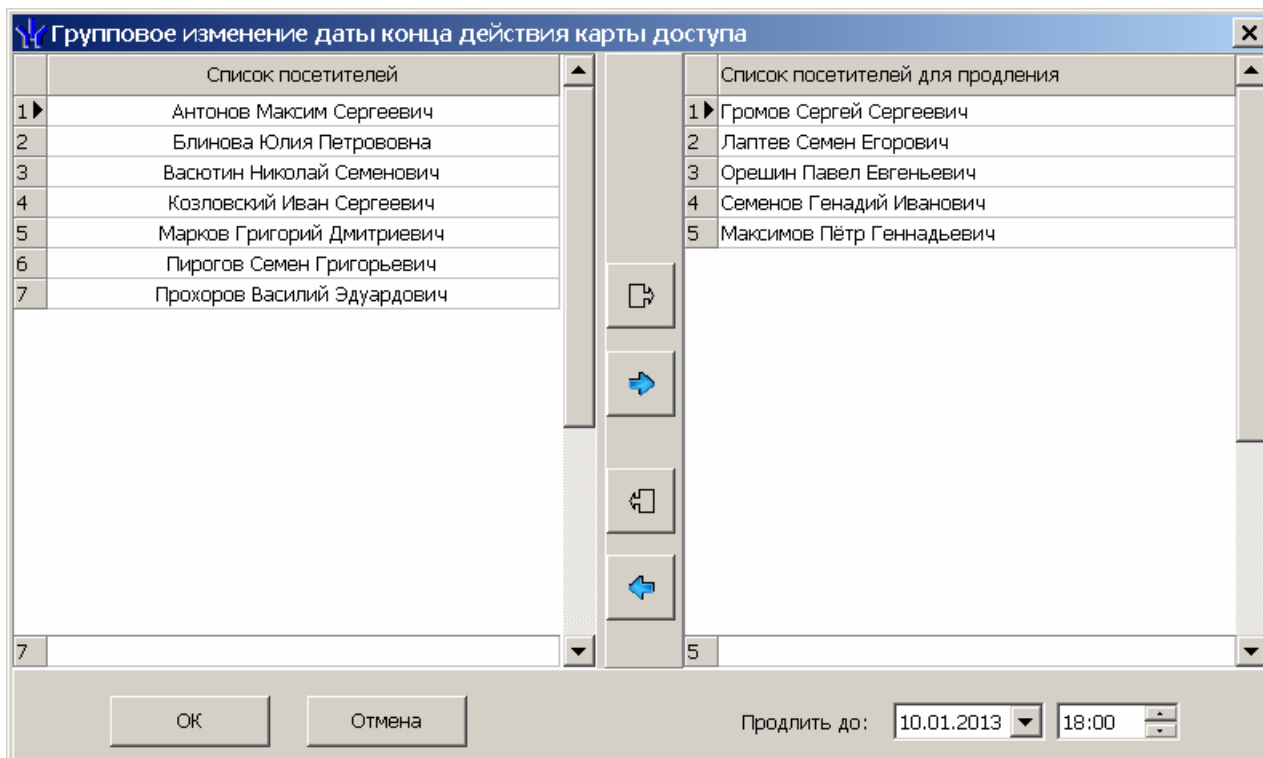 Групповое изменение даты конца действия карты доступа
Список посетителей
1 Антонов Максим Сергеевич
2 Блинова Юлия Петрововна
3 Васютин Николай Семенович
4 Козловский Иван Сергеевич
5 Марков Григорий Дмитриевич
6 Пирогов Семен Григорьевич
7 Прохоров Василий Эдуардович
7
Список посетителей для продления
1 Громов Сергей Сергеевич
2 Лаптев Семен Егорович
3 Орешин Павел Евгеньевич
4 Семенов Генадий Иванович
5 Максимов Пётр Геннадьевич
5
ОК Отмена Продлить до: 10.01.2013 18:00